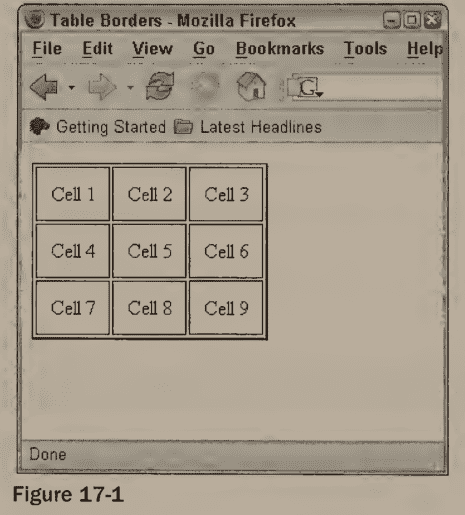 Table Borders - Mozilla Firefox
File Edit View Go Bookmarks Tools Help
G
Getting Started Latest Headlines
Cell 1 Cell 2 Cell 3
Cell 4 Cell 5 Cell 6
Cell 7 Cell 8 Cell 9
Done
Figure 17-1